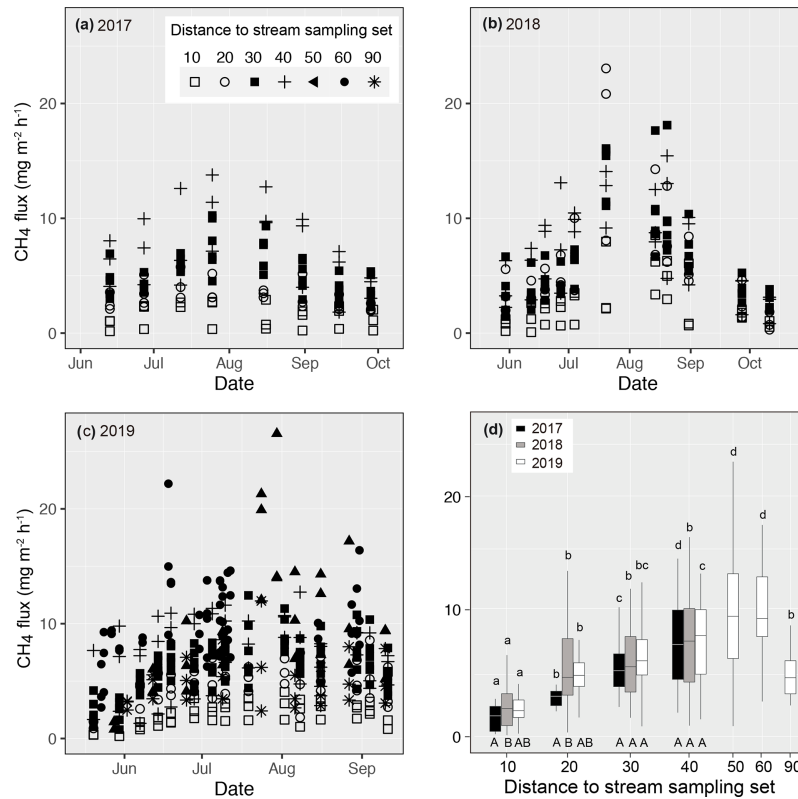 (a) 2017
Distance to stream sampling set
10 20 30 40 50 60 90
CH4 flux (mg m-2 h-1)
20
10
0
Jun Jul Aug Sep Oct
Date
(b) 2018
20
10
0
Jun Jul Aug Sep Oct
Date
(c) 2019
CH4 flux (mg m-2 h-1)
20
10
0
Jun Jul Aug Sep
Date
(d)
2017
2018
2019
20
10
0
a a a
b b b
c b bc
d b c
d d b
A B AB A B AB A A A A A A
10 20 30 40 50 60 90
Distance to stream sampling set